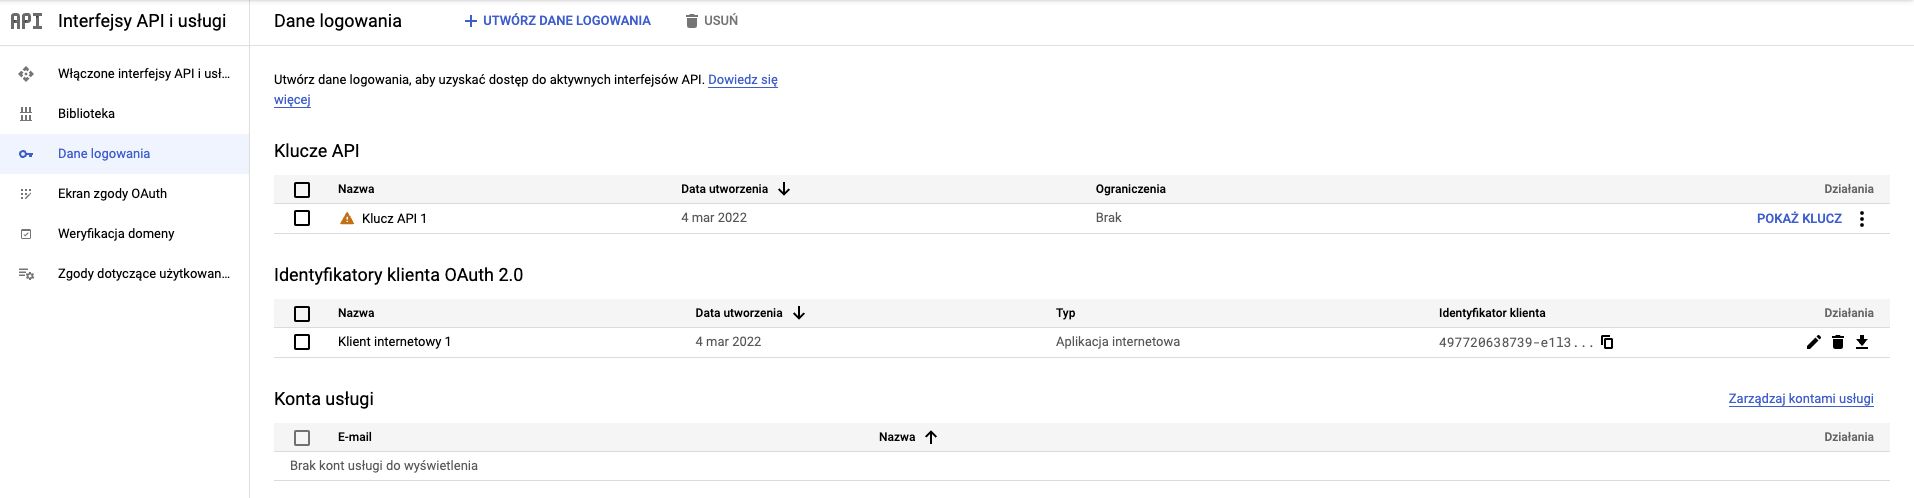 API Interfejsy API i usługi
Dane logowania
UTWÓRZ DANE LOGOWANIA
USUŃ
Włączone interfejsy API i usł...
Biblioteka
Dane logowania
Ekran zgody OAuth
Weryfikacja domeny
Zgody dotyczące użytkowan...
Utwórz dane logowania, aby uzyskać dostęp do aktywnych interfejsów API. Dowiedz się
więcej
Klucze API
Nazwa Data utworzenia Ograniczenia Działania
Klucz API 1 4 mar 2022 Brak POKAŻ KLUCZ
Identyfikatory klienta OAuth 2.0
Nazwa Data utworzenia Typ Identyfikator klienta Działania
Klient internetowy 1 4 mar 2022 Aplikacja internetowa 497720638739-e1l3...
Konta usługi Zarządzaj kontami usługi
E-mail Nazwa Działania
Brak kont usługi do wyświetlenia